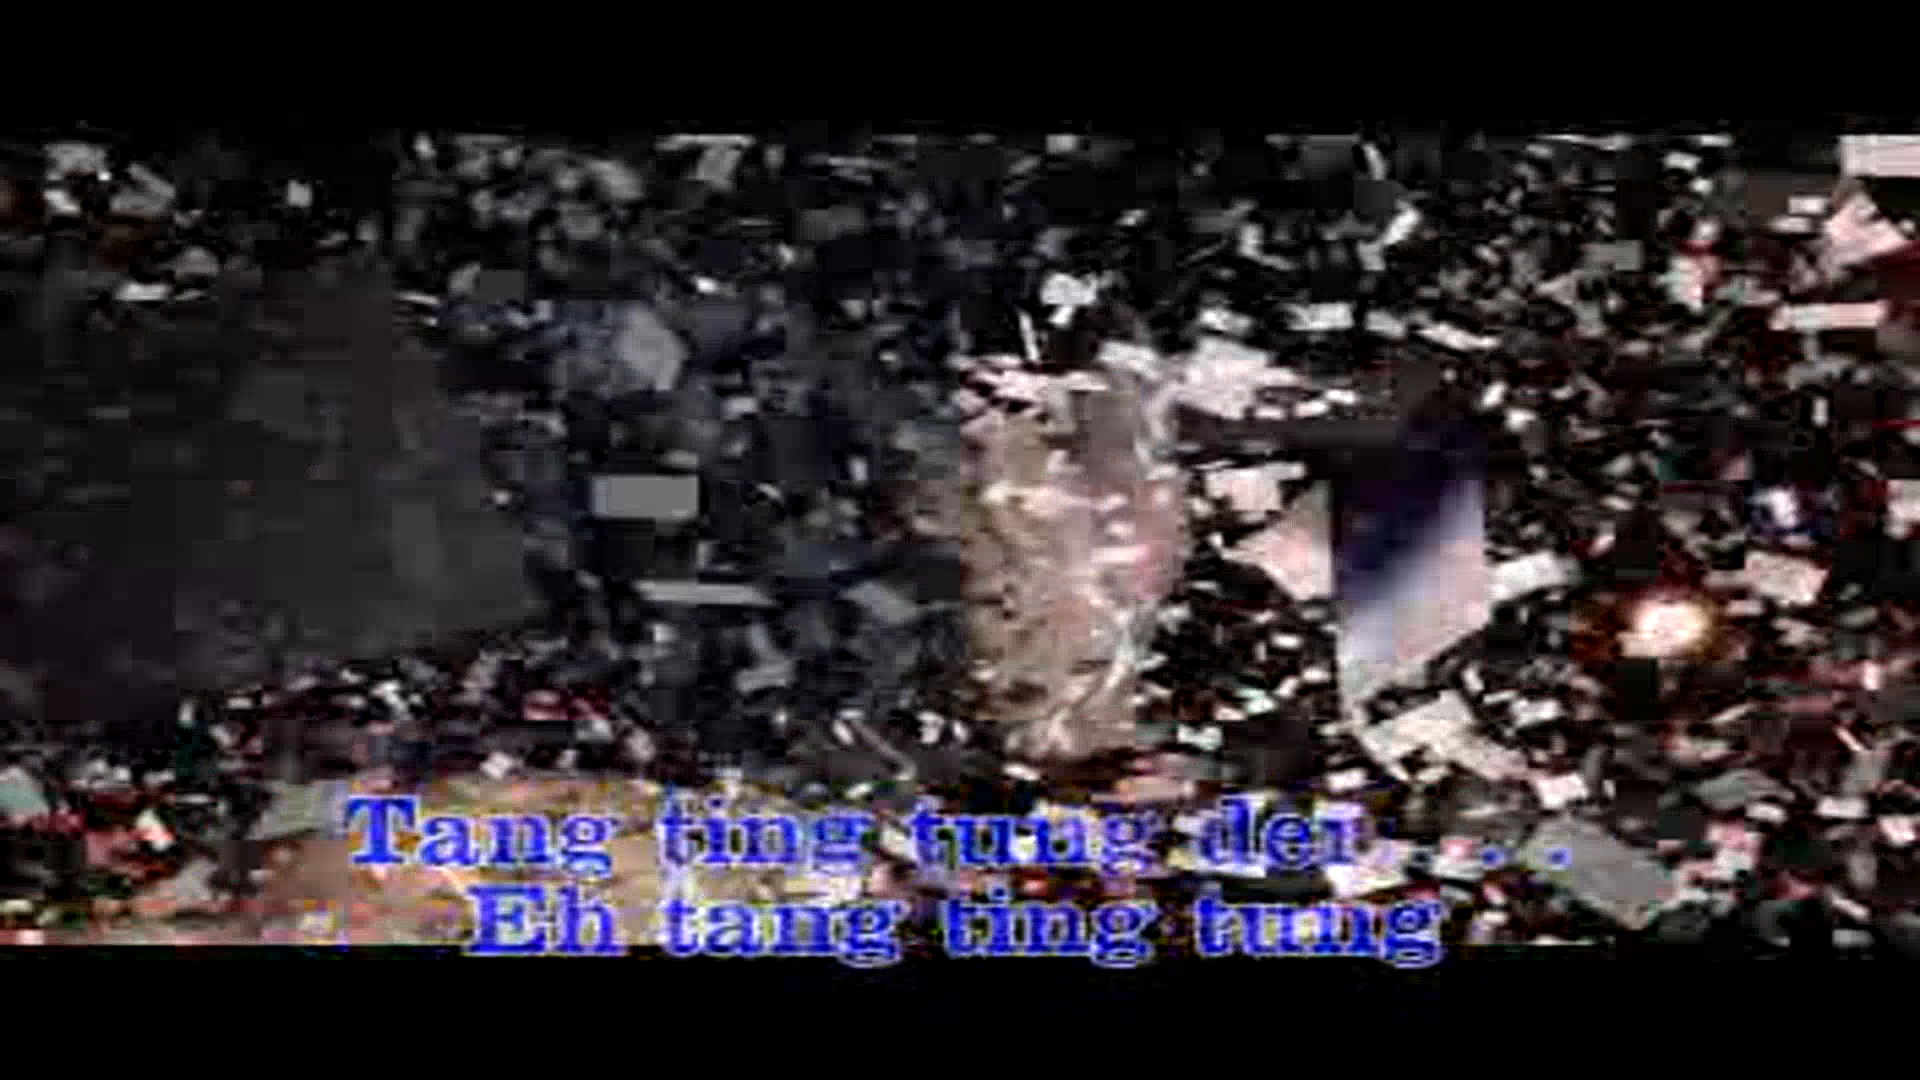 Tang ting tung der. . . .
Eh tang ting tung